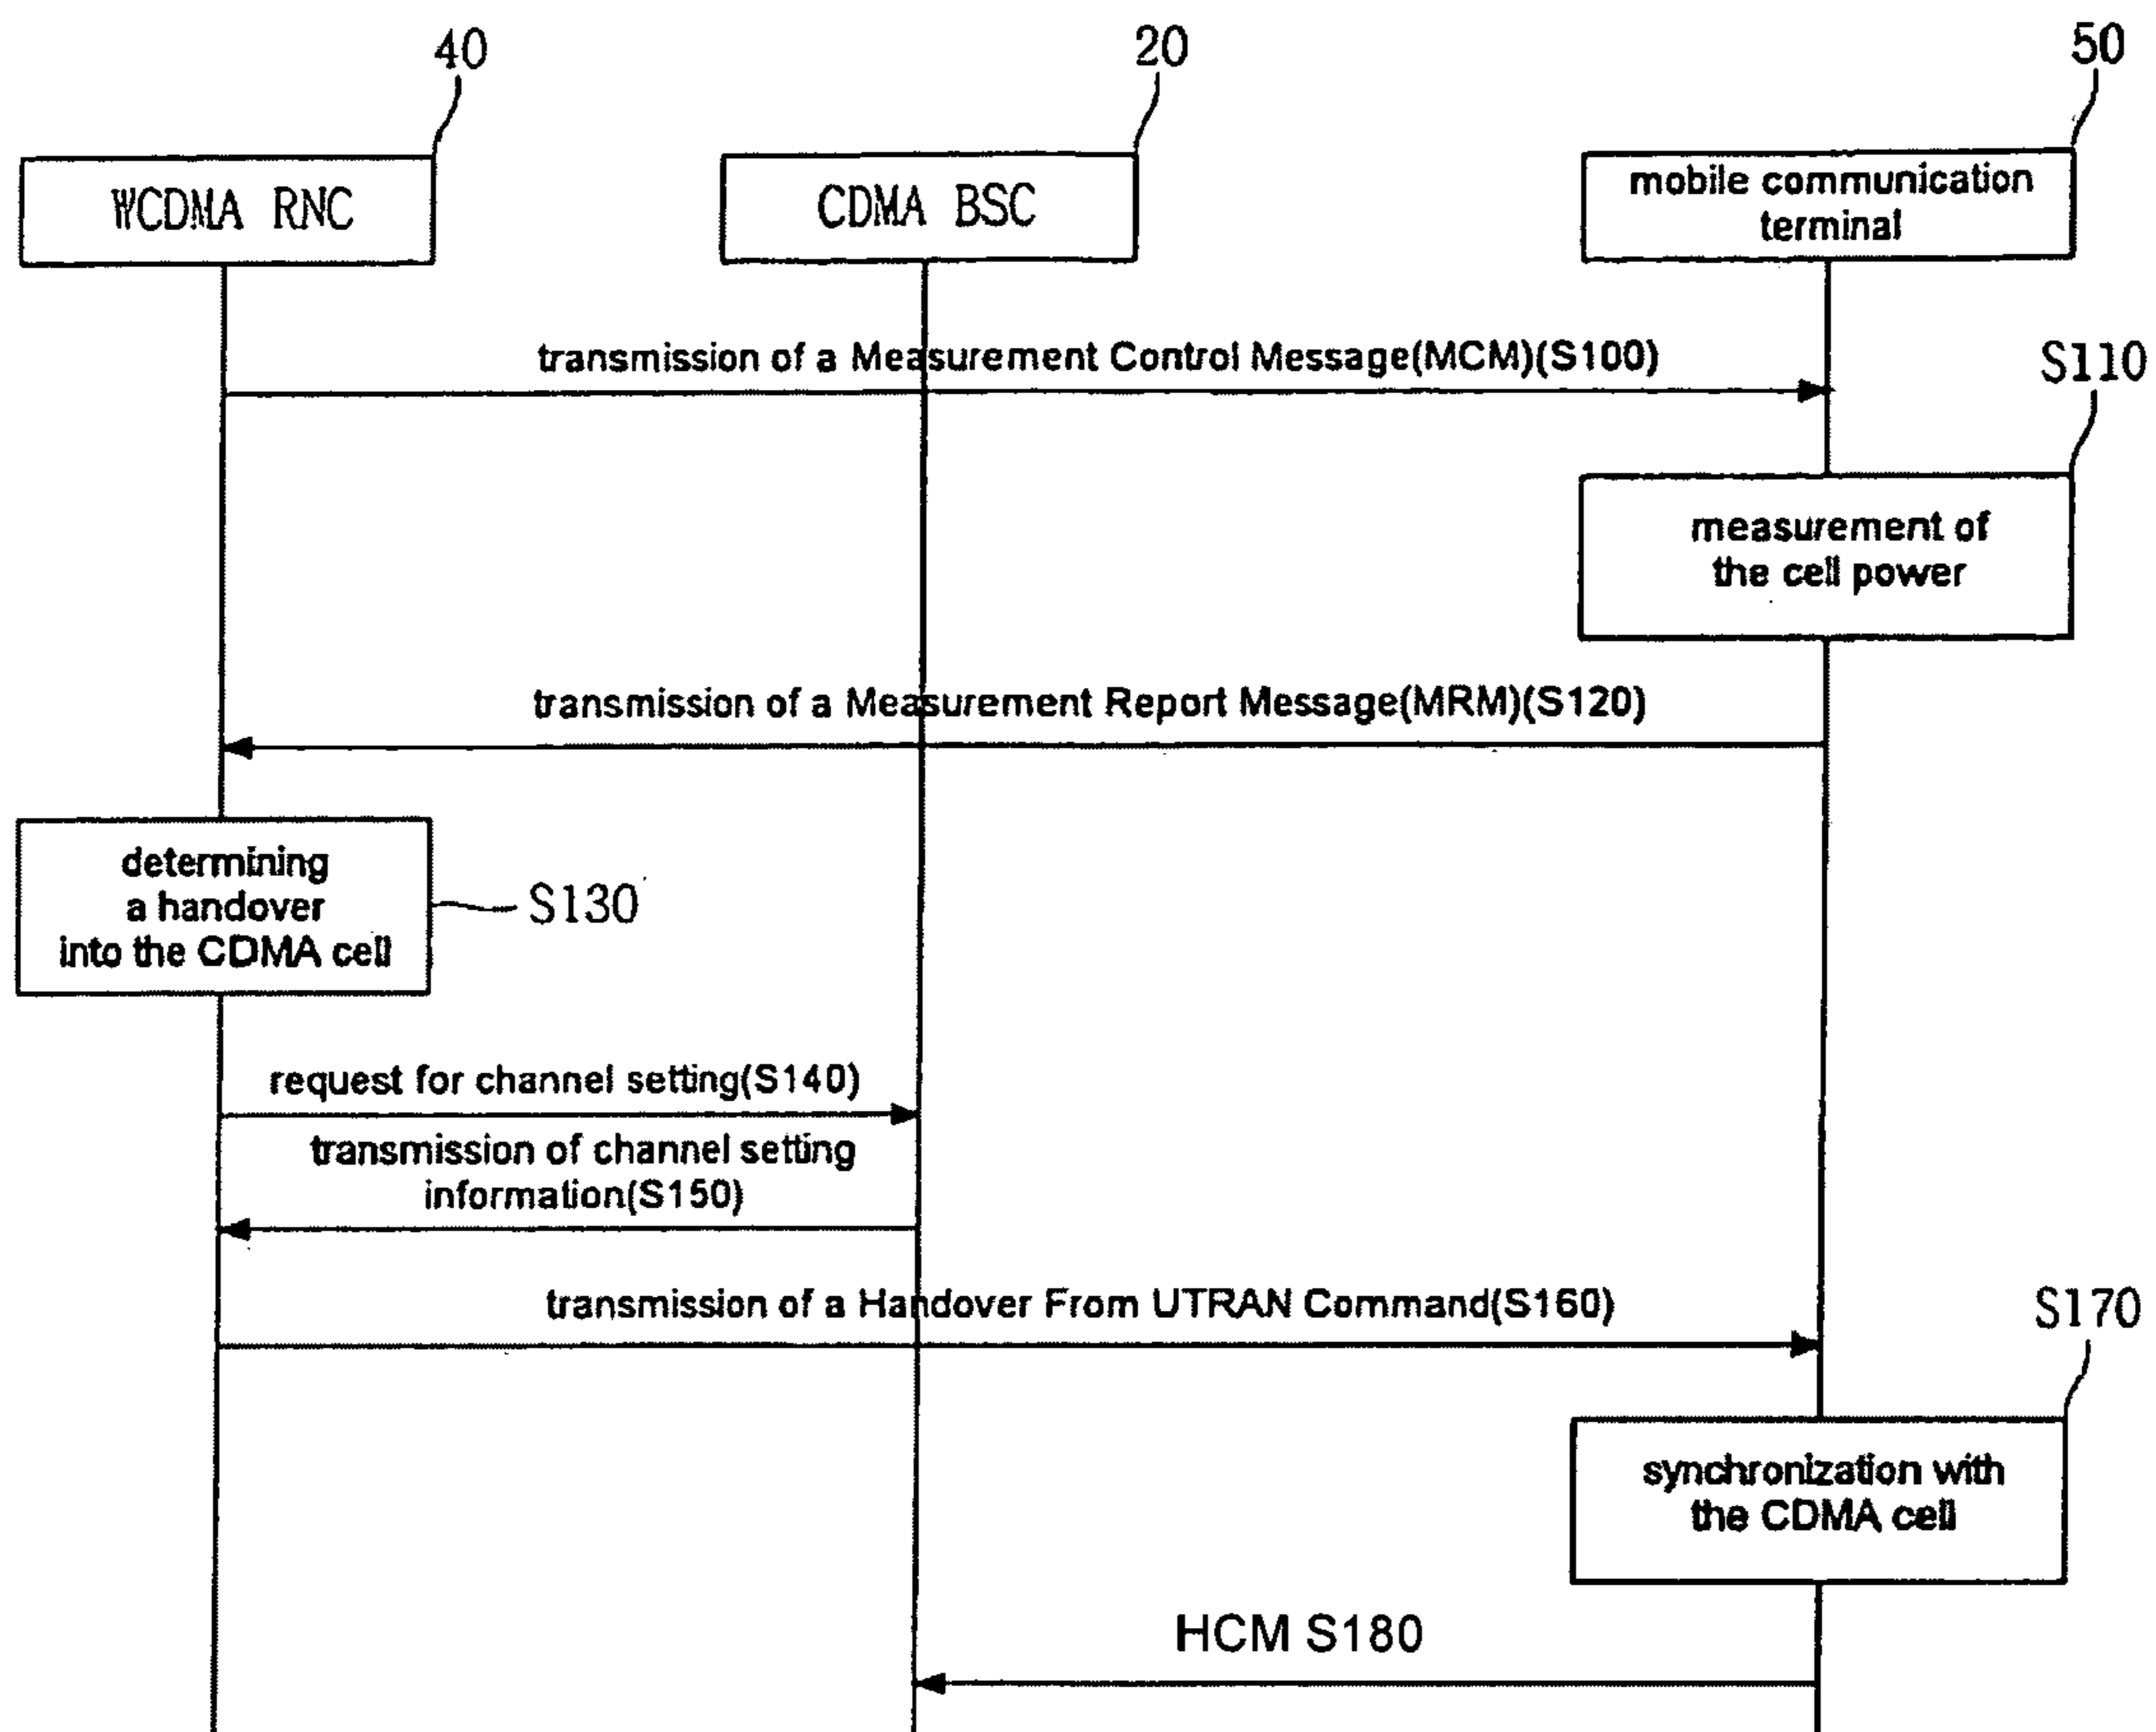 40
20
50
WCDMA RNC
CDMA BSC
mobile communication
terminal
transmission of a Measurement Control Message(MCM)(S100)
S110
measurement of
the cell power
transmission of a Measurement Report Message(MRM)(S120)
determining
a handover
into the CDMA cell
S130
request for channel setting(S140)
transmission of channel setting
information(S150)
transmission of a Handover From UTRAN Command(S160)
S170
synchronization with
the CDMA cell
HCM S180